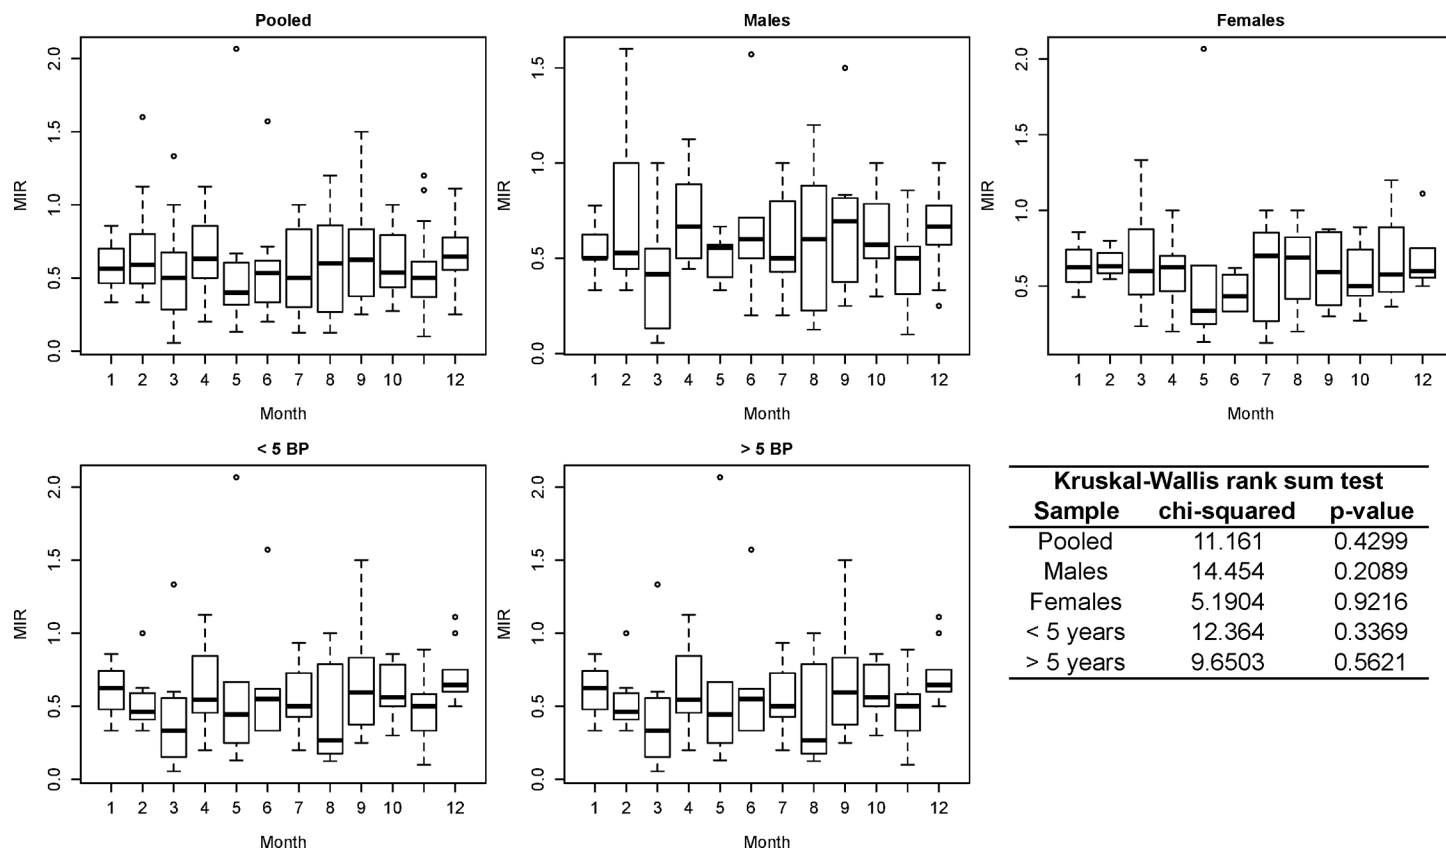 Pooled
MIR
2.0
1.5
1.0
0.5
0.0
1 2 3 4 5 6 7 8 9 10 12
Month
Males
MIR
1.5
1.0
0.5
0.0
1 2 3 4 5 6 7 8 9 10 12
Month
Females
MIR
2.0
1.5
1.0
0.5
1 2 3 4 5 6 7 8 9 10 12
Month
< 5 BP
MIR
2.0
1.5
1.0
0.5
0.0
1 2 3 4 5 6 7 8 9 10 12
Month
> 5 BP
MIR
2.0
1.5
1.0
0.5
0.0
1 2 3 4 5 6 7 8 9 10 12
Month
Kruskal-Wallis rank sum test
Sample chi-squared p-value
Pooled 11.161 0.4299
Males 14.454 0.2089
Females 5.1904 0.9216
< 5 years 12.364 0.3369
> 5 years 9.6503 0.5621